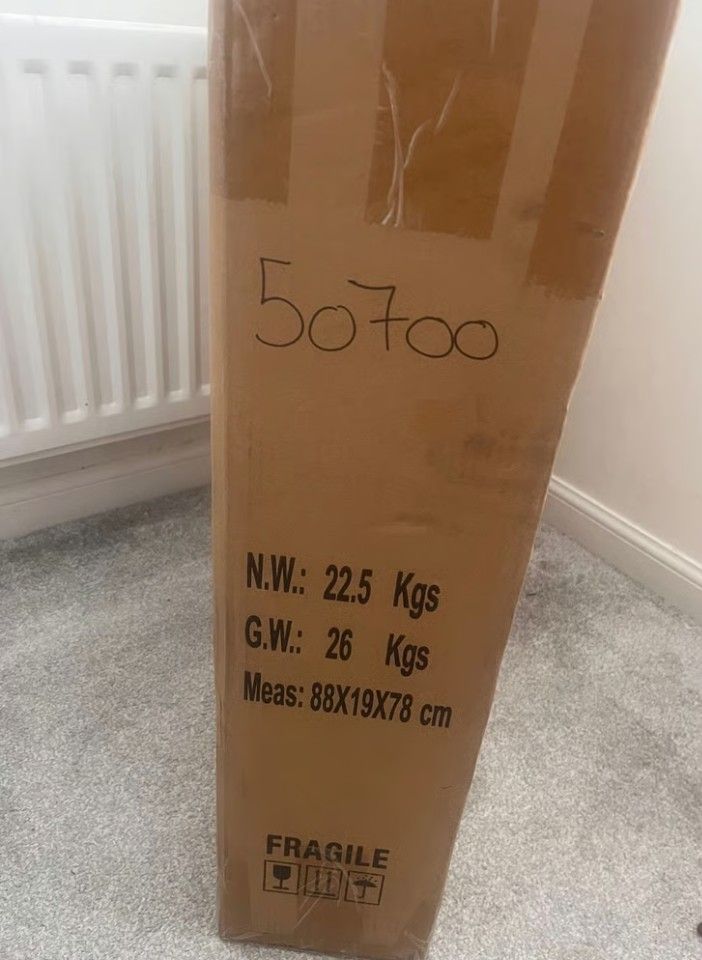 50700
N.W.: 22.5 Kgs
G.W.: 26 Kgs
Meas: 88X19X78 cm
FRAGILE